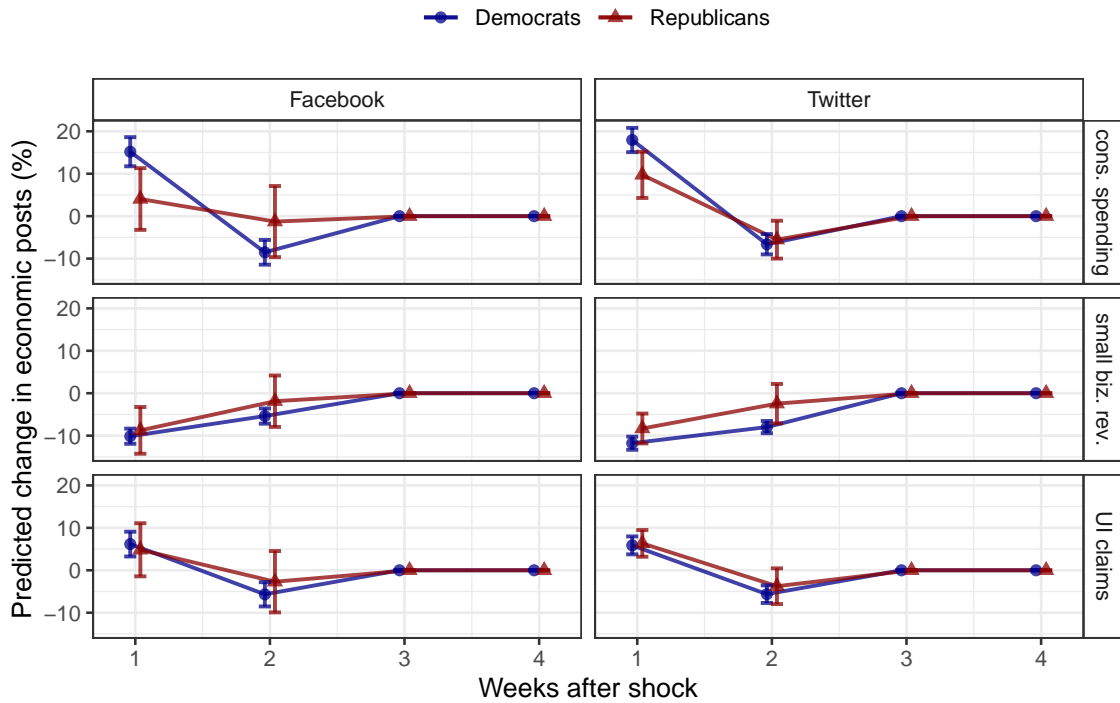 Democrats Republicans
Facebook Twitter
Predicted change in economic posts (%)
20
10
0
−10
cons. spending
20
10
0
−10
small biz. rev.
20
10
0
−10
UI claims
1 2 3 4 1 2 3 4
Weeks after shock